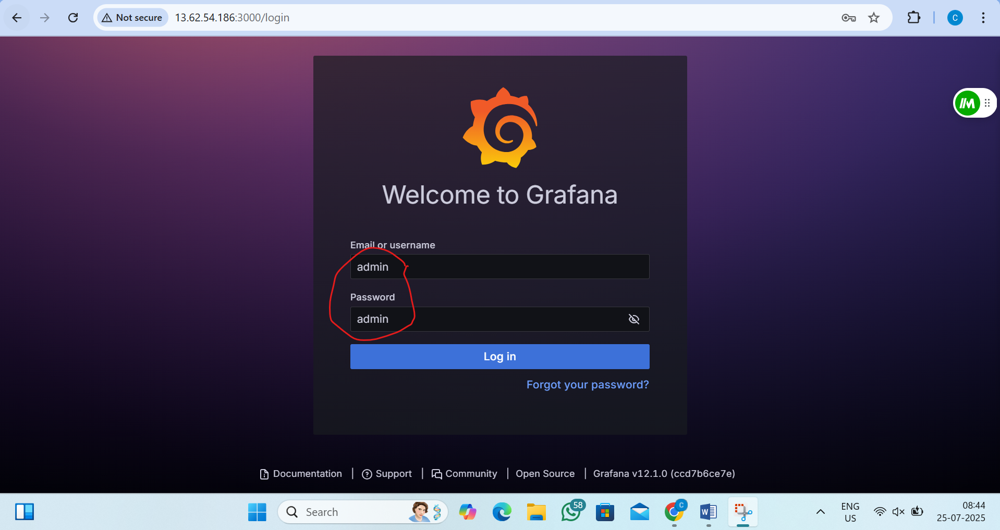 Not secure
13.62.54.186:3000/login
C
Welcome to Grafana
Email or username
admin
Password
admin
Log in
Forgot your password?
Documentation | Support | Community | Open Source | Grafana v12.1.0 (ccd7b6ce7e)
Search
58
C
W
ENG
US
08:44
25-07-2025